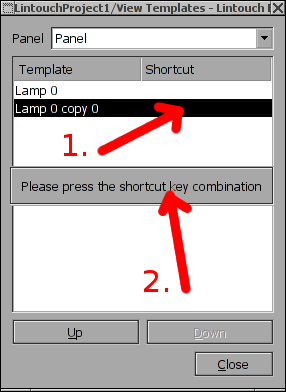 LintouchProject1/View Templates - Lintouch
Panel Panel
Template Shortcut
Lamp 0
Lamp 0 copy 0
1.
Please press the shortcut key combination
2.
Up Down
Close